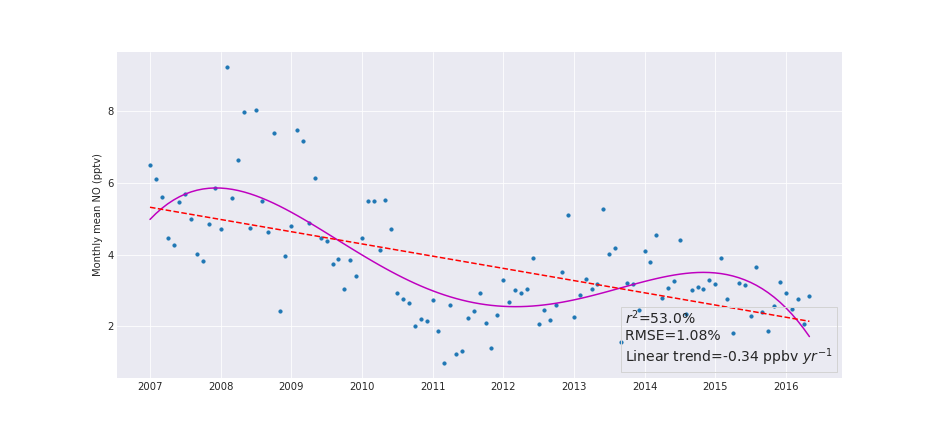 Monthly mean NO (pptv)
8
6
4
2
r²=53.0%
RMSE=1.08%
Linear trend=-0.34 ppbv yr⁻¹
2007 2008 2009 2010 2011 2012 2013 2014 2015 2016